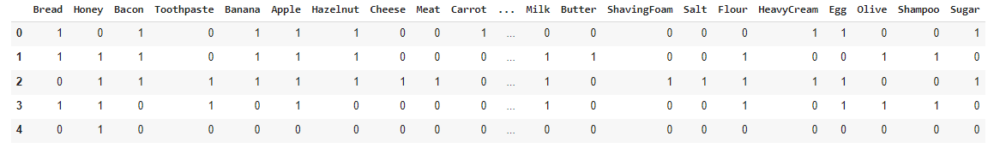 Bread Honey Bacon Toothpaste Banana Apple Hazelnut Cheese Meat Carrot ... Milk Butter ShavingFoam Salt Flour HeavyCream Egg Olive Shampoo Sugar
0 1 0 1 0 1 1 1 0 0 1 ... 0 0 0 0 0 1 1 0 0 1
1 1 1 1 0 1 1 1 0 0 0 ... 1 1 0 0 1 0 0 1 1 0
2 0 1 1 1 1 1 1 1 1 0 ... 1 0 1 1 1 1 1 0 0 1
3 1 1 0 1 0 1 0 0 0 0 ... 1 0 0 0 1 0 1 1 1 0
4 0 1 0 0 0 0 0 0 0 0 ... 0 0 0 0 0 0 0 0 0 0